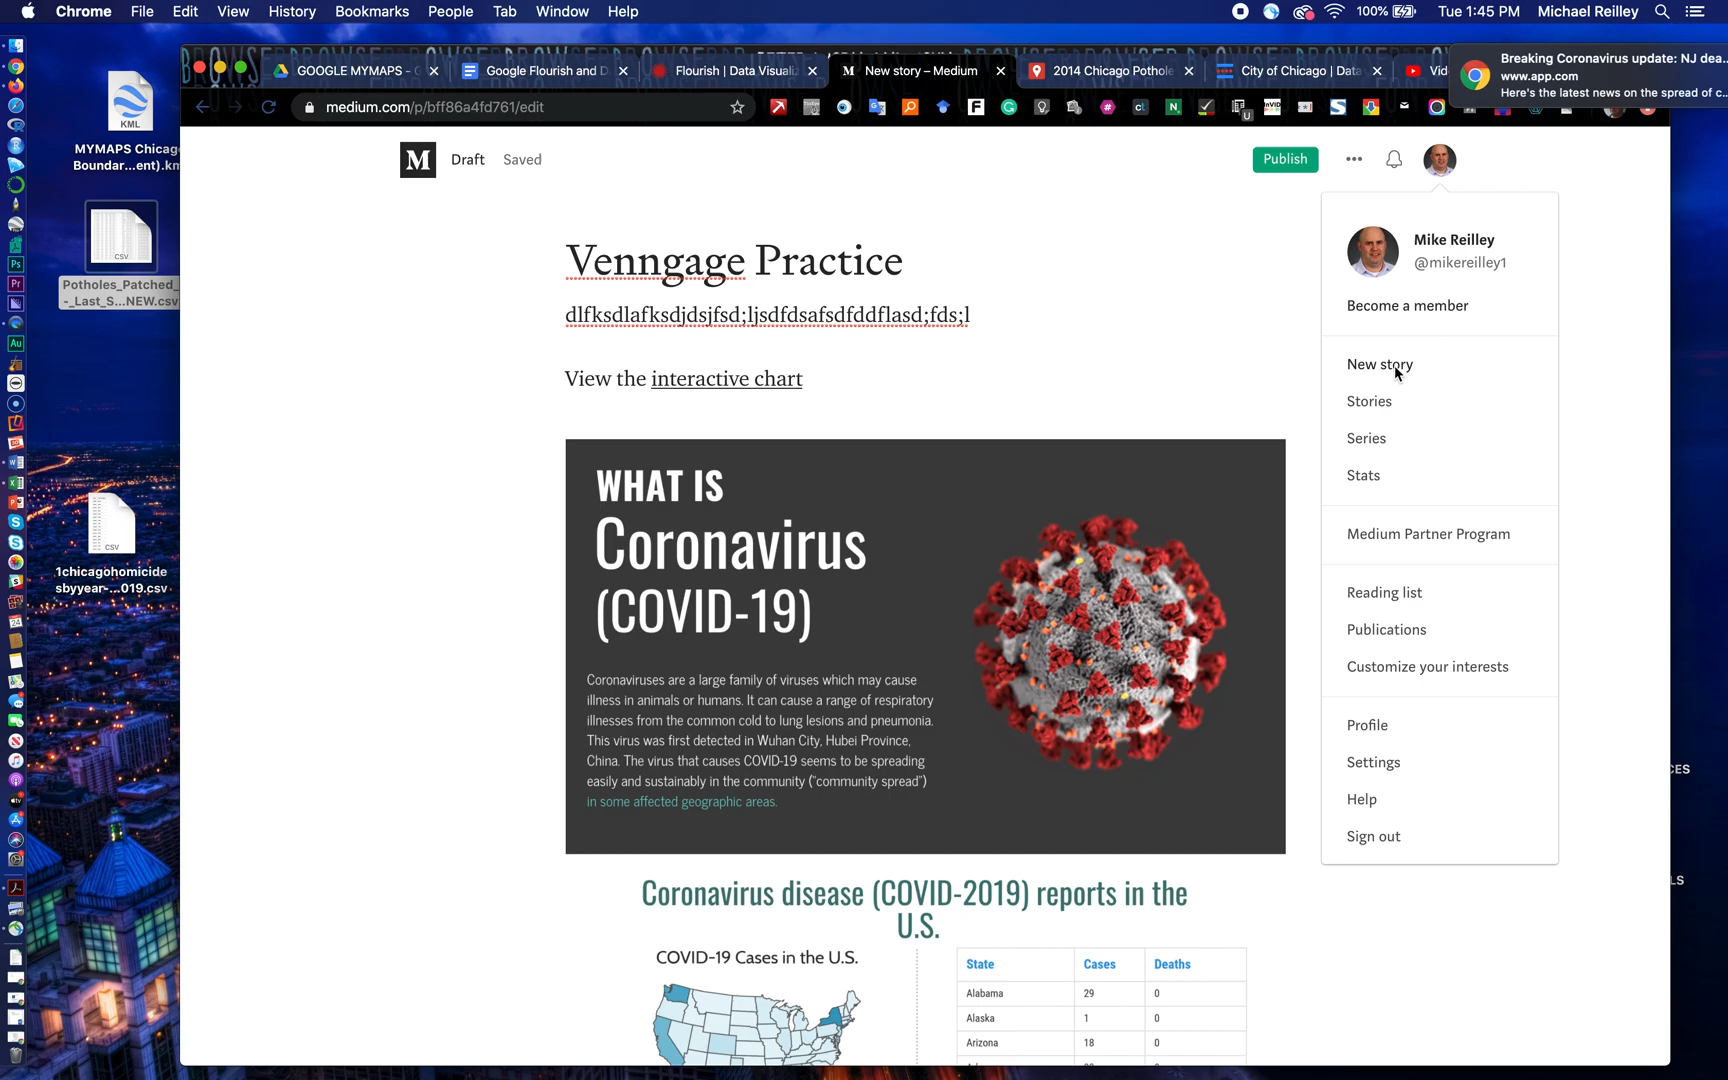 Chrome File Edit View History Bookmarks People Tab Window Help 100% Tue 1:45 PM Michael Reilley
GOOGLE MYMAPS - G
Google Flourish and D
Flourish | Data Visualiz
New story – Medium
2014 Chicago Pothole
City of Chicago | Data
Vid
Breaking Coronavirus update: NJ dea...
www.app.com
Here's the latest news on the spread of c...
medium.com/p/bff86a4fd761/edit
KML
MYMAPS Chicag
Boundar...ent).km
CSV
Potholes_Patched_
-_Last_S...NEW.csv
CSV
1chicagohomicide
sbyyear-...019.csv
M Draft Saved Publish
Venngage Practice
dlfksdlafksdjdsjfsd;ljsdfdsafsdfddflasd;fds;l
View the interactive chart
WHAT IS
Coronavirus
(COVID-19)
Coronaviruses are a large family of viruses which may cause
illness in animals or humans. It can cause a range of respiratory
illnesses from the common cold to lung lesions and pneumonia.
This virus was first detected in Wuhan City, Hubei Province,
China. The virus that causes COVID-19 seems to be spreading
easily and sustainably in the community ("community spread")
in some affected geographic areas.
Coronavirus disease (COVID-2019) reports in the
U.S.
COVID-19 Cases in the U.S.
State Cases Deaths
Alabama 29 0
Alaska 1 0
Arizona 18 0
Mike Reilley
@mikereilley1
Become a member
New story
Stories
Series
Stats
Medium Partner Program
Reading list
Publications
Customize your interests
Profile
Settings
Help
Sign out
CES
LS